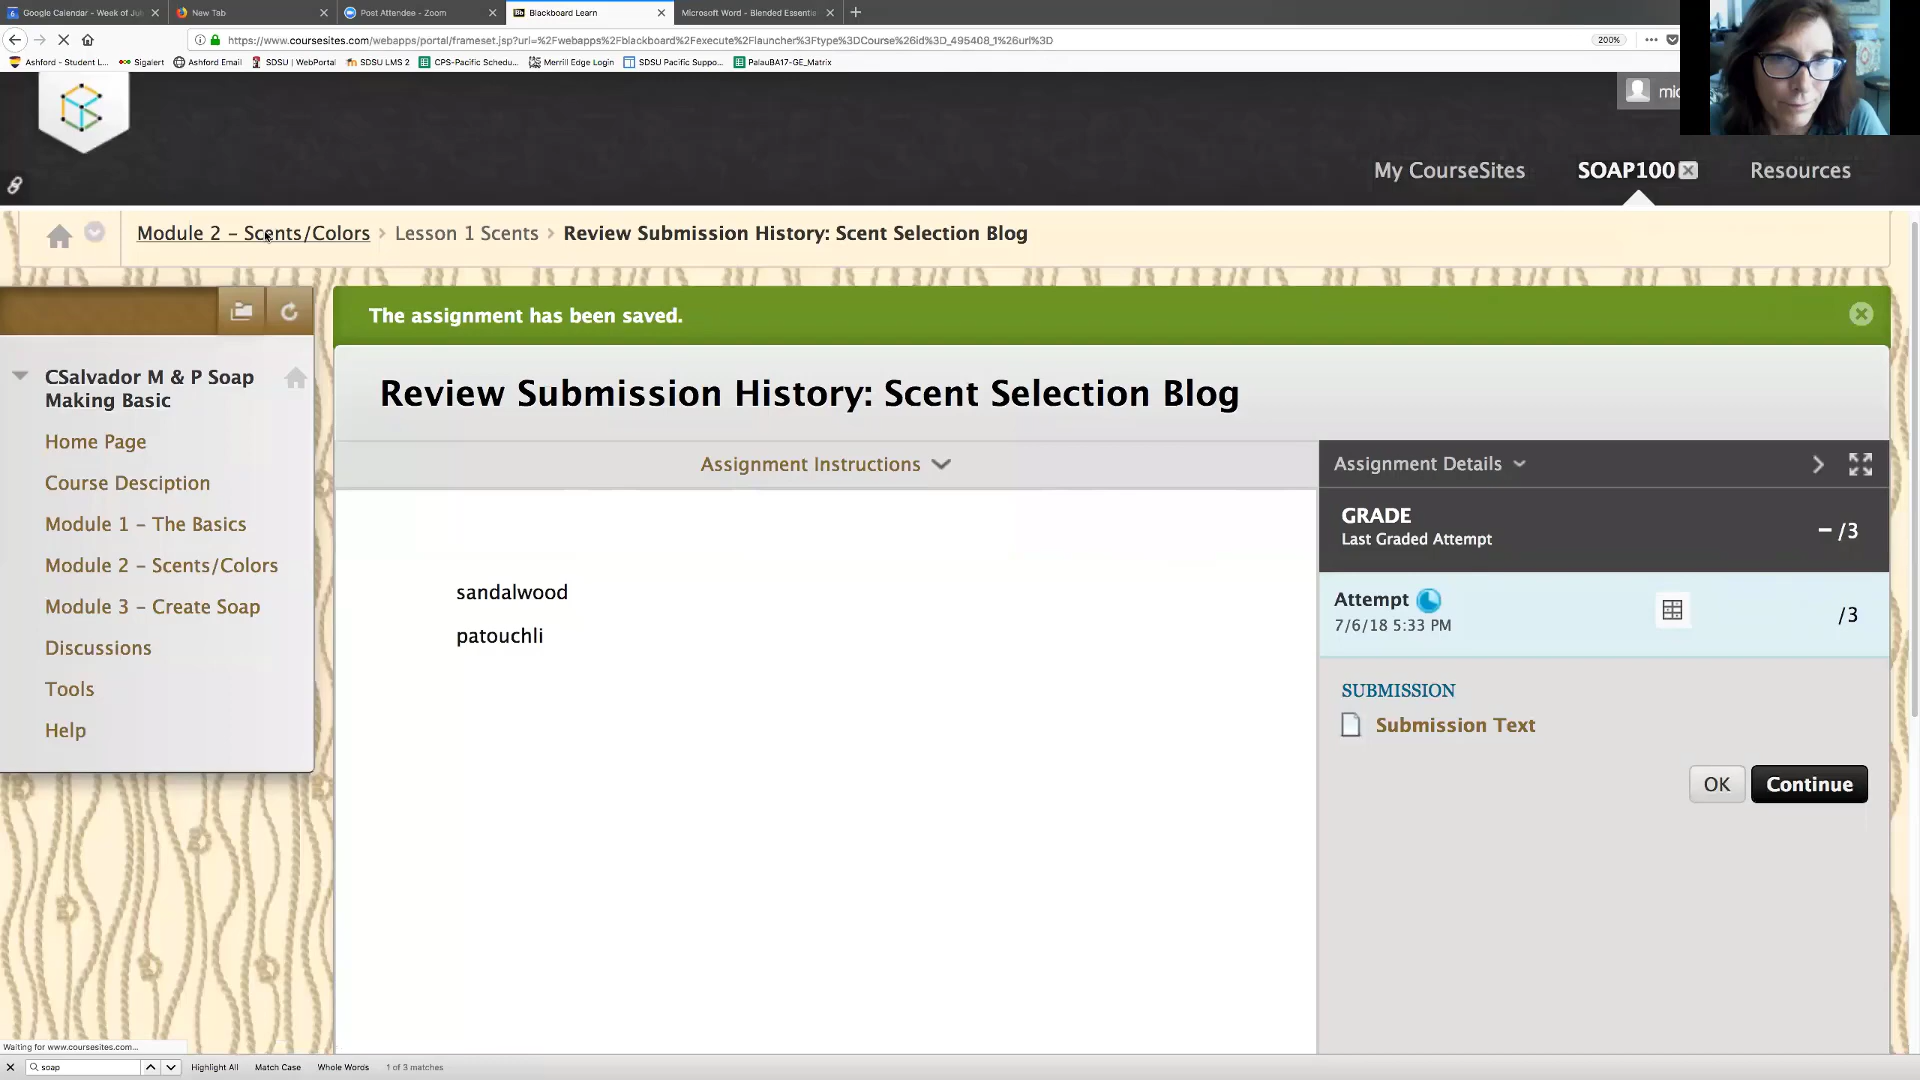 Google Calendar - Week of Jul
New Tab
Post Attendee - Zoom
Blackboard Learn
Microsoft Word - Blended Essentia
https://www.coursesites.com/webapps/portal/frameset.jsp?url=%2Fwebapps%2Fblackboard%2Fexecute%2Flauncher%3Ftype%3DCourse%26id%3D_495408_1%26url%3D
200%
Ashford - Student L...
Sigalert
Ashford Email
SDSU | WebPortal
SDSU LMS 2
CPS-Pacific Schedu...
Merrill Edge Login
SDSU Pacific Suppo...
PalauBA17-GE_Matrix
My CourseSites
SOAP100
Resources
Module 2 - Scents/Colors > Lesson 1 Scents > Review Submission History: Scent Selection Blog
The assignment has been saved.
CSalvador M & P Soap
Making Basic
Home Page
Course Desciption
Module 1 - The Basics
Module 2 - Scents/Colors
Module 3 - Create Soap
Discussions
Tools
Help
Review Submission History: Scent Selection Blog
Assignment Instructions
sandalwood
patouchli
Assignment Details
GRADE
Last Graded Attempt
- /3
Attempt
7/6/18 5:33 PM
/3
SUBMISSION
Submission Text
OK
Continue
Waiting for www.coursesites.com...
soap
Highlight All
Match Case
Whole Words
1 of 3 matches